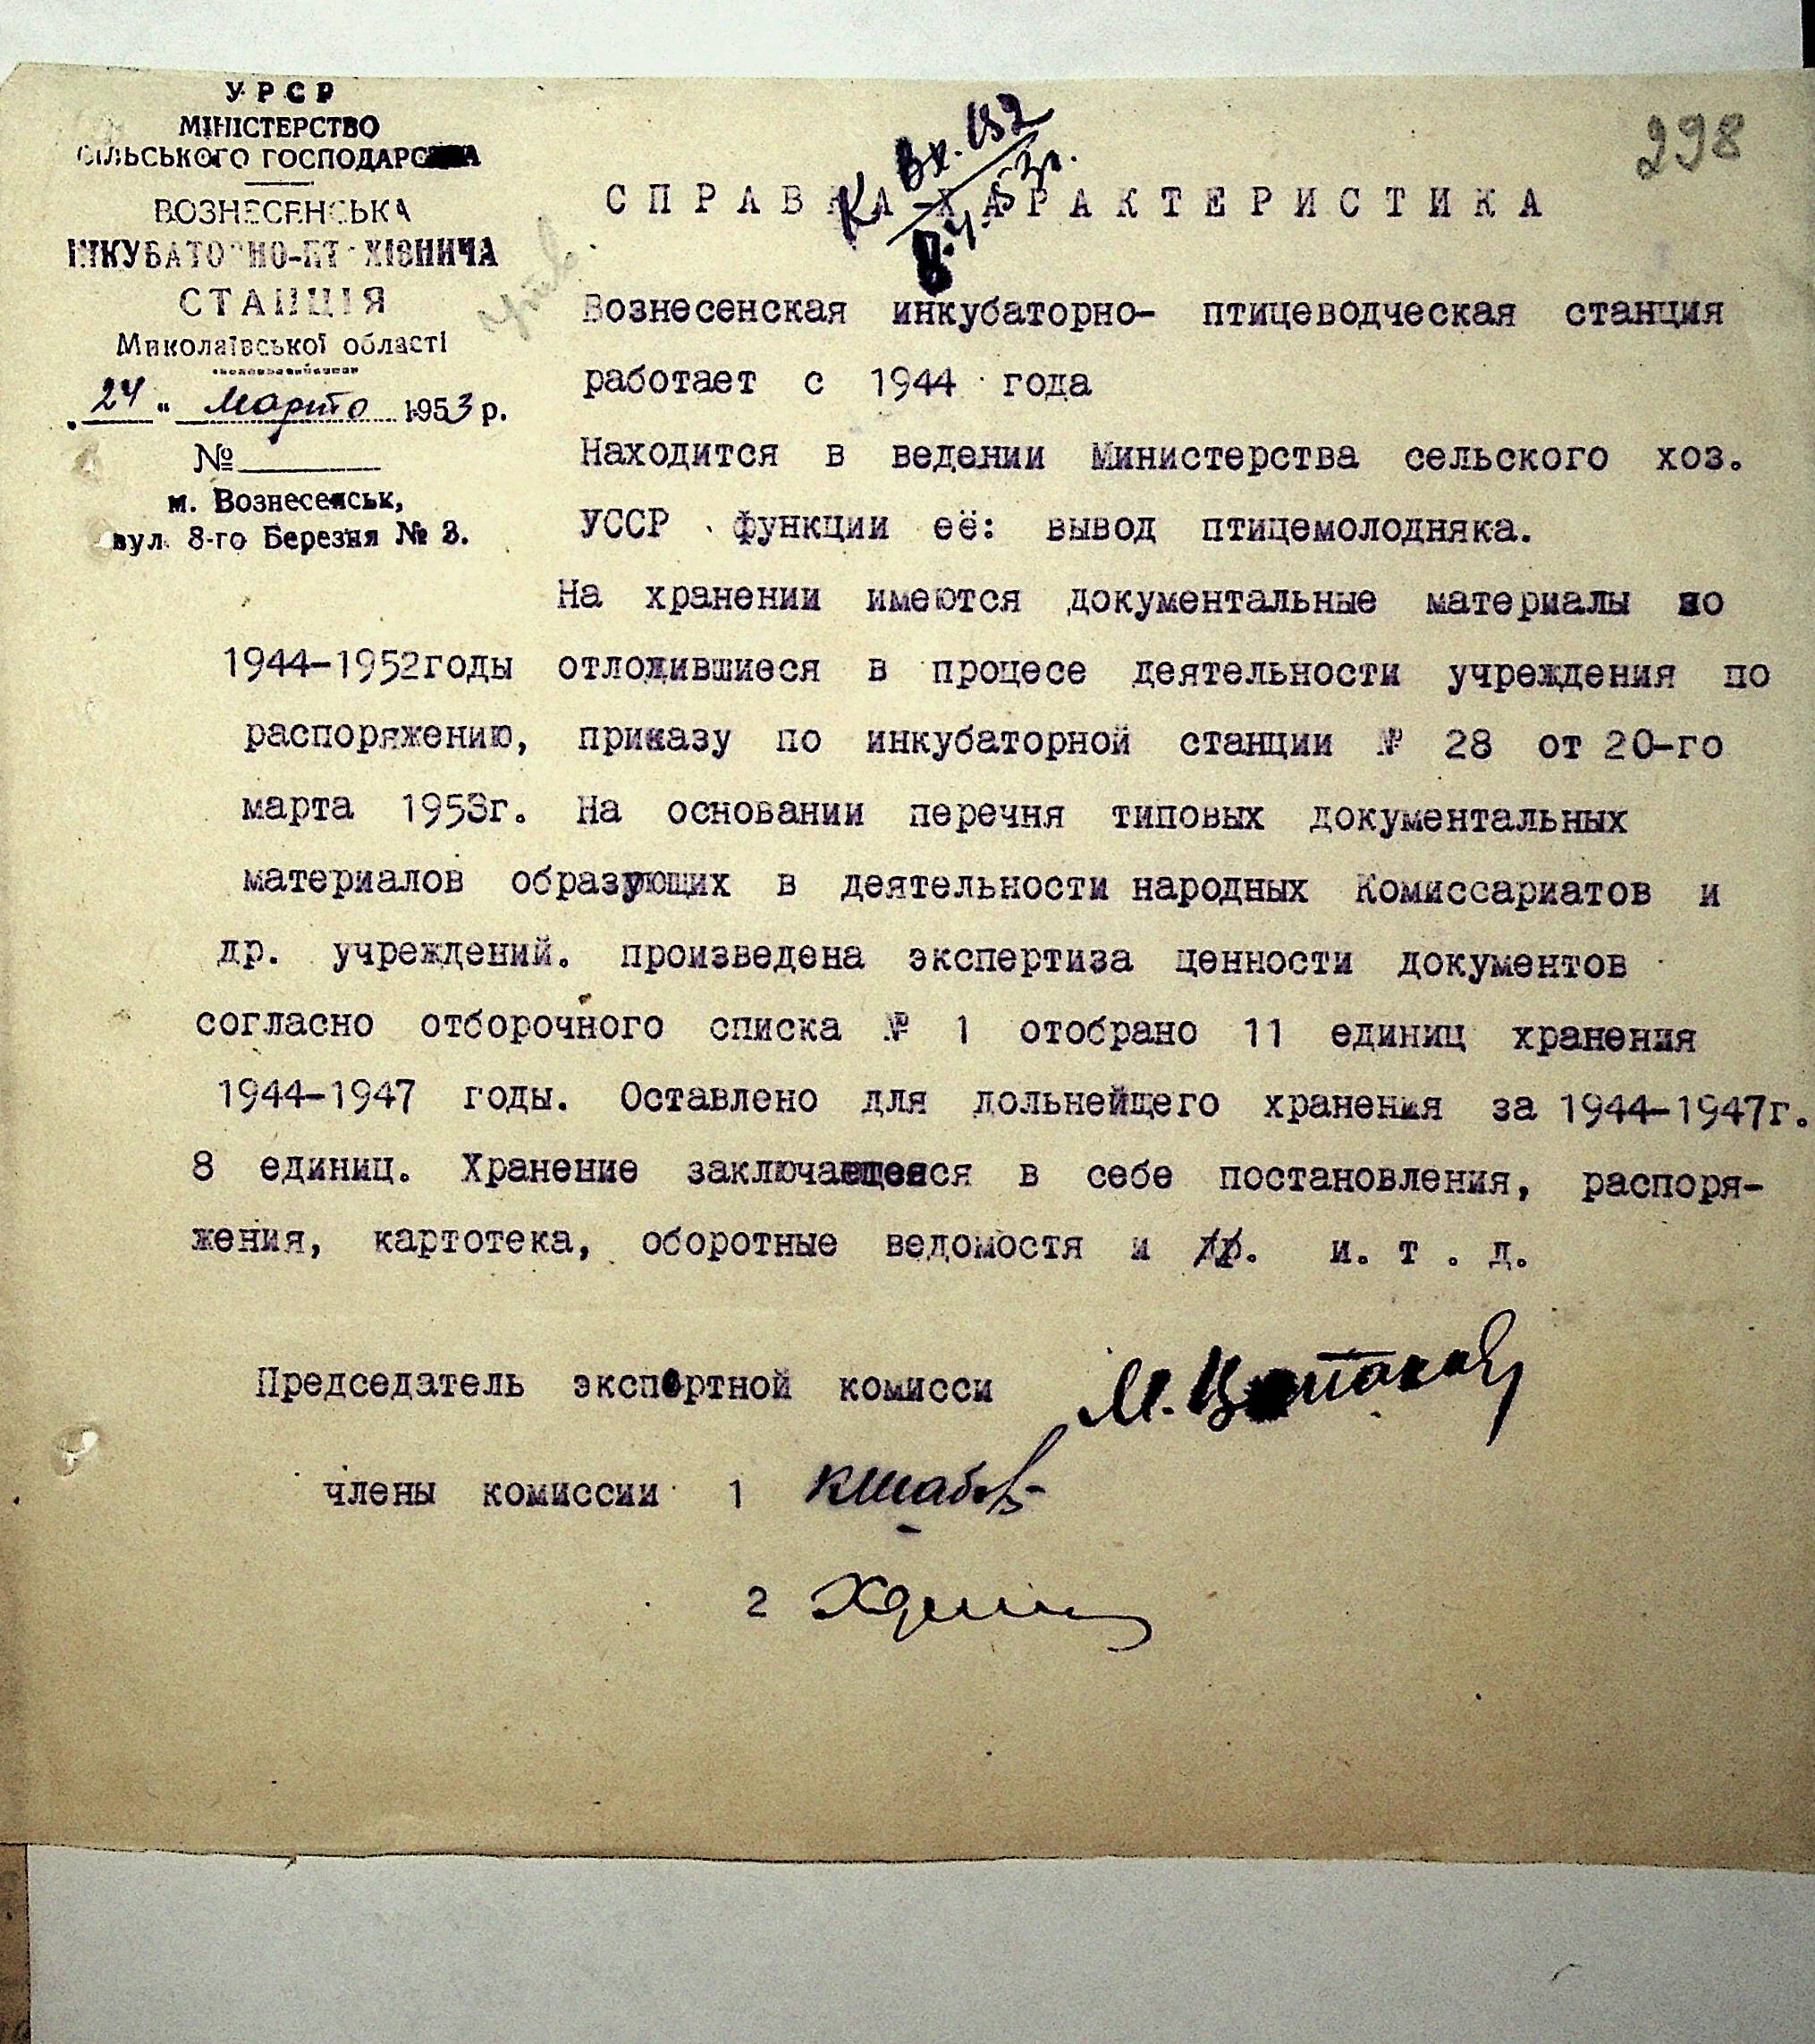 УРСР
МІНІСТЕРСТВО
СІЛЬСЬКОГО ГОСПОДАРСТВА
ВОЗНЕСЕНСЬКА
ІНКУБАТОРНО-ПТАХІВНИЧА
СТАНЦІЯ
Миколаївської області
"24" Марта 1953 р.
№
м. Вознесенськ,
вул. 8-го Березня № 3.
298
Вх. 182
8.4.53г.
СПРАВКА-ХАРАКТЕРИСТИКА
Вознесенская инкубаторно- птицеводческая станция
работает с 1944 года
Находится в ведении Министерства сельского хоз.
УССР функции её: вывод птицемолодняка.
На хранении имеются документальные материалы по
1944-1952годы отложившиеся в процесе деятельности учреждения по
распоряжению, приказу по инкубаторной станции № 28 от 20-го
марта 1953г. На основании перечня типовых документальных
материалов образующих в деятельности народных Комиссариатов и
др. учреждений. произведена экспертиза ценности документов
согласно отборочного списка № 1 отобрано 11 единиц хранения
1944-1947 годы. Оставлено для дольнейщего хранения за 1944-1947г.
8 единиц. Хранение заключающееся в себе постановления, распоря-
жения, картотека, оборотные ведомостя и др. и. т . д.
Председатель экспертной комисси
члены комиссии 1
2